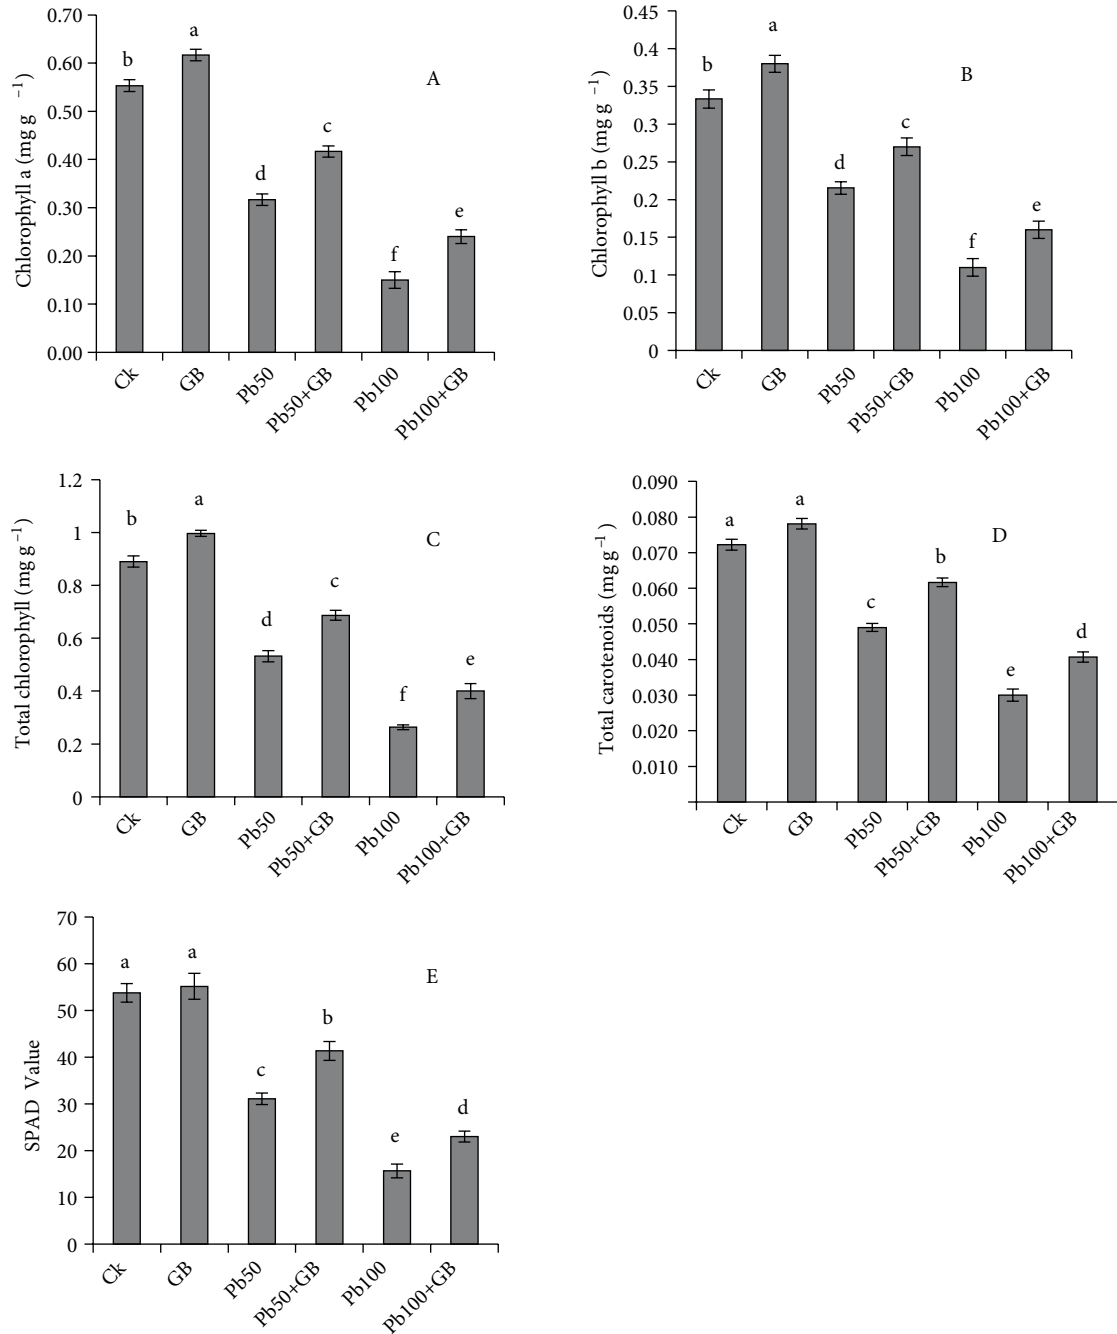 0.70
0.60
0.50
0.40
0.30
0.20
0.10
0.00
Chlorophyll a (mg g⁻¹)
b
a
d
c
f
e
A
Ck
GB
Pb50
Pb50+GB
Pb100
Pb100+GB
0.45
0.4
0.35
0.3
0.25
0.2
0.15
0.1
0.05
0
Chlorophyll b (mg g⁻¹)
b
a
d
c
f
e
B
Ck
GB
Pb50
Pb50+GB
Pb100
Pb100+GB
1.2
1
0.8
0.6
0.4
0.2
0
Total chlorophyll (mg g⁻¹)
b
a
d
c
f
e
C
Ck
GB
Pb50
Pb50+GB
Pb100
Pb100+GB
0.090
0.080
0.070
0.060
0.050
0.040
0.030
0.020
0.010
Total carotenoids (mg g⁻¹)
a
a
c
b
e
d
D
Ck
GB
Pb50
Pb50+GB
Pb100
Pb100+GB
70
60
50
40
30
20
10
0
SPAD Value
a
a
c
b
e
d
E
Ck
GB
Pb50
Pb50+GB
Pb100
Pb100+GB